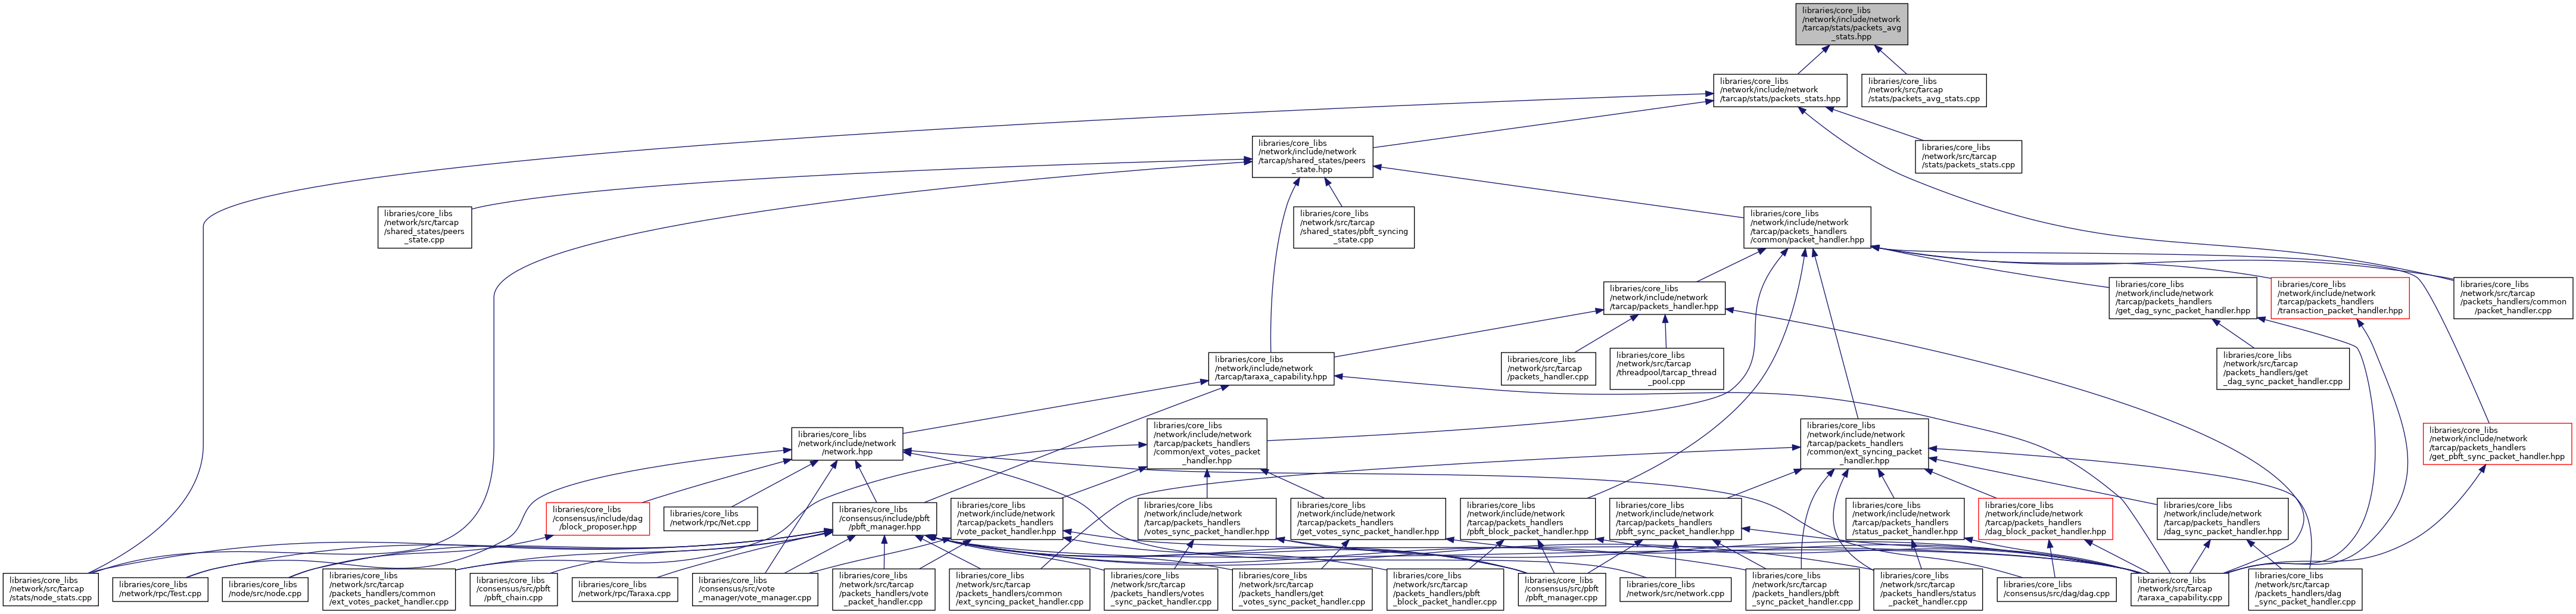 libraries/core_libs
/network/include/network
/tarcap/stats/packets_avg
_stats.hpp
libraries/core_libs
/network/include/network
/tarcap/stats/packets_stats.hpp
libraries/core_libs
/network/src/tarcap
/stats/packets_avg_stats.cpp
libraries/core_libs
/network/include/network
/tarcap/shared_states/peers
_state.hpp
libraries/core_libs
/network/src/tarcap
/stats/packets_stats.cpp
libraries/core_libs
/network/src/tarcap
/shared_states/peers
_state.cpp
libraries/core_libs
/network/src/tarcap
/shared_states/pbft_syncing
_state.cpp
libraries/core_libs
/network/include/network
/tarcap/packets_handlers
/common/packet_handler.hpp
libraries/core_libs
/network/include/network
/tarcap/packets_handler.hpp
libraries/core_libs
/network/include/network
/tarcap/packets_handlers
/get_dag_sync_packet_handler.hpp
libraries/core_libs
/network/include/network
/tarcap/packets_handlers
/transaction_packet_handler.hpp
libraries/core_libs
/network/src/tarcap
/packets_handlers/common
/packet_handler.cpp
libraries/core_libs
/network/include/network
/tarcap/taraxa_capability.hpp
libraries/core_libs
/network/src/tarcap
/packets_handler.cpp
libraries/core_libs
/network/src/tarcap
/threadpool/tarcap_thread
_pool.cpp
libraries/core_libs
/network/src/tarcap
/packets_handlers/get
_dag_sync_packet_handler.cpp
libraries/core_libs
/network/include/network
/network.hpp
libraries/core_libs
/network/include/network
/tarcap/packets_handlers
/common/ext_votes_packet
_handler.hpp
libraries/core_libs
/network/include/network
/tarcap/packets_handlers
/common/ext_syncing_packet
_handler.hpp
libraries/core_libs
/network/include/network
/tarcap/packets_handlers
/get_pbft_sync_packet_handler.hpp
libraries/core_libs
/consensus/include/dag
/block_proposer.hpp
libraries/core_libs
/network/rpc/Net.cpp
libraries/core_libs
/consensus/include/pbft
/pbft_manager.hpp
libraries/core_libs
/network/include/network
/tarcap/packets_handlers
/vote_packet_handler.hpp
libraries/core_libs
/network/include/network
/tarcap/packets_handlers
/votes_sync_packet_handler.hpp
libraries/core_libs
/network/include/network
/tarcap/packets_handlers
/get_votes_sync_packet_handler.hpp
libraries/core_libs
/network/include/network
/tarcap/packets_handlers
/pbft_block_packet_handler.hpp
libraries/core_libs
/network/include/network
/tarcap/packets_handlers
/pbft_sync_packet_handler.hpp
libraries/core_libs
/network/include/network
/tarcap/packets_handlers
/status_packet_handler.hpp
libraries/core_libs
/network/include/network
/tarcap/packets_handlers
/dag_block_packet_handler.hpp
libraries/core_libs
/network/include/network
/tarcap/packets_handlers
/dag_sync_packet_handler.hpp
libraries/core_libs
/network/src/tarcap
/stats/node_stats.cpp
libraries/core_libs
/network/rpc/Test.cpp
libraries/core_libs
/node/src/node.cpp
libraries/core_libs
/network/src/tarcap
/packets_handlers/common
/ext_votes_packet_handler.cpp
libraries/core_libs
/consensus/src/pbft
/pbft_chain.cpp
libraries/core_libs
/network/rpc/Taraxa.cpp
libraries/core_libs
/consensus/src/vote
_manager/vote_manager.cpp
libraries/core_libs
/network/src/tarcap
/packets_handlers/vote
_packet_handler.cpp
libraries/core_libs
/network/src/tarcap
/packets_handlers/common
/ext_syncing_packet_handler.cpp
libraries/core_libs
/network/src/tarcap
/packets_handlers/votes
_sync_packet_handler.cpp
libraries/core_libs
/network/src/tarcap
/packets_handlers/get
_votes_sync_packet_handler.cpp
libraries/core_libs
/network/src/tarcap
/packets_handlers/pbft
_block_packet_handler.cpp
libraries/core_libs
/consensus/src/pbft
/pbft_manager.cpp
libraries/core_libs
/network/src/network.cpp
libraries/core_libs
/network/src/tarcap
/packets_handlers/pbft
_sync_packet_handler.cpp
libraries/core_libs
/network/src/tarcap
/packets_handlers/status
_packet_handler.cpp
libraries/core_libs
/consensus/src/dag/dag.cpp
libraries/core_libs
/network/src/tarcap
/taraxa_capability.cpp
libraries/core_libs
/network/src/tarcap
/packets_handlers/dag
_sync_packet_handler.cpp